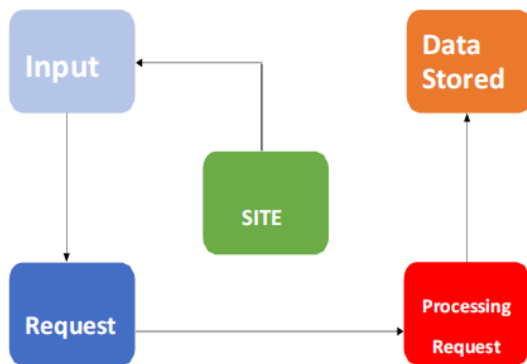 Input
Data
Stored
SITE
Request
Processing
Request